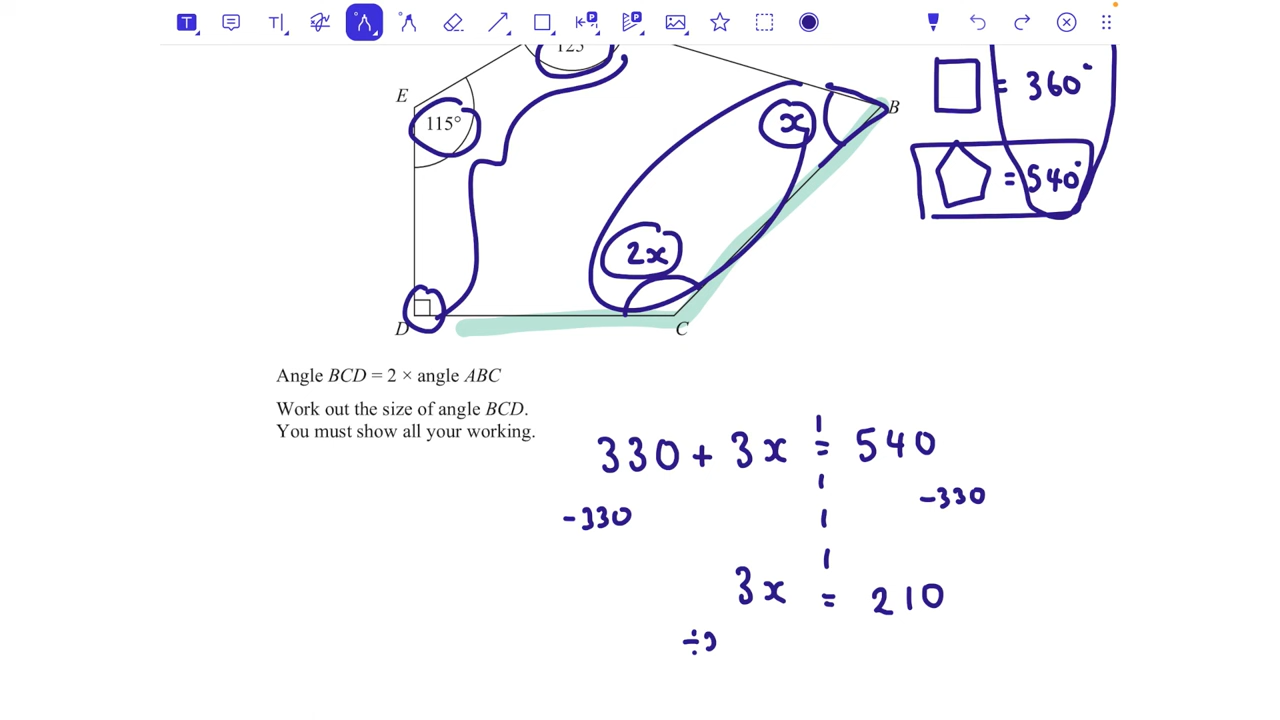 125
E
115°
x
B
2x
D
C
= 360°
= 540°
Angle BCD = 2 × angle ABC
Work out the size of angle BCD.
You must show all your working.
330 + 3x = 540
-330
-330
3x = 210
÷